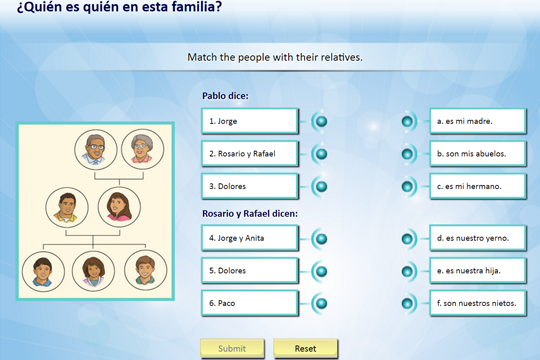 ¿Quién es quién en esta familia?
Match the people with their relatives.
Pablo dice:
1. Jorge
a. es mi madre.
2. Rosario y Rafael
b. son mis abuelos.
3. Dolores
c. es mi hermano.
Rosario y Rafael dicen:
4. Jorge y Anita
d. es nuestro yerno.
5. Dolores
e. es nuestra hija.
6. Paco
f. son nuestros nietos.
Submit
Reset